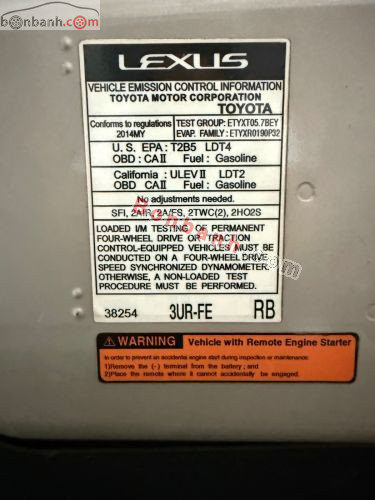 bonbanh.com
LEXUS
VEHICLE EMISSION CONTROL INFORMATION
TOYOTA MOTOR CORPORATION
TOYOTA
Conforms to regulations
2014MY
TEST GROUP: ETYXT05.7BEY
EVAP. FAMILY: ETYXR0190P32
U. S. EPA : T2B5 LDT4
OBD : CAII Fuel : Gasoline
California : ULEVII LDT2
OBD CAII Fuel : Gasoline
No adjustments needed.
SFI, 2AIR, 2A/FS, 2TWC(2), 2HO2S
LOADED I/M TESTING OF PERMANENT
FOUR-WHEEL DRIVE OR TRACTION
CONTROL-EQUIPPED VEHICLES MUST BE
CONDUCTED ON A FOUR-WHEEL DRIVE
SPEED SYNCHRONIZED DYNAMOMETER.
OTHERWISE, A NON-LOADED TEST
PROCEDURE MUST BE PERFORMED.
38254 3UR-FE RB
Bonbanh.com
WARNING Vehicle with Remote Engine Starter
In order to prevent an accidental engine start during inspection or maintenance:
1)Remove the (-) terminal from the battery; and
2)Place the remote where it cannot accidentally be engaged.